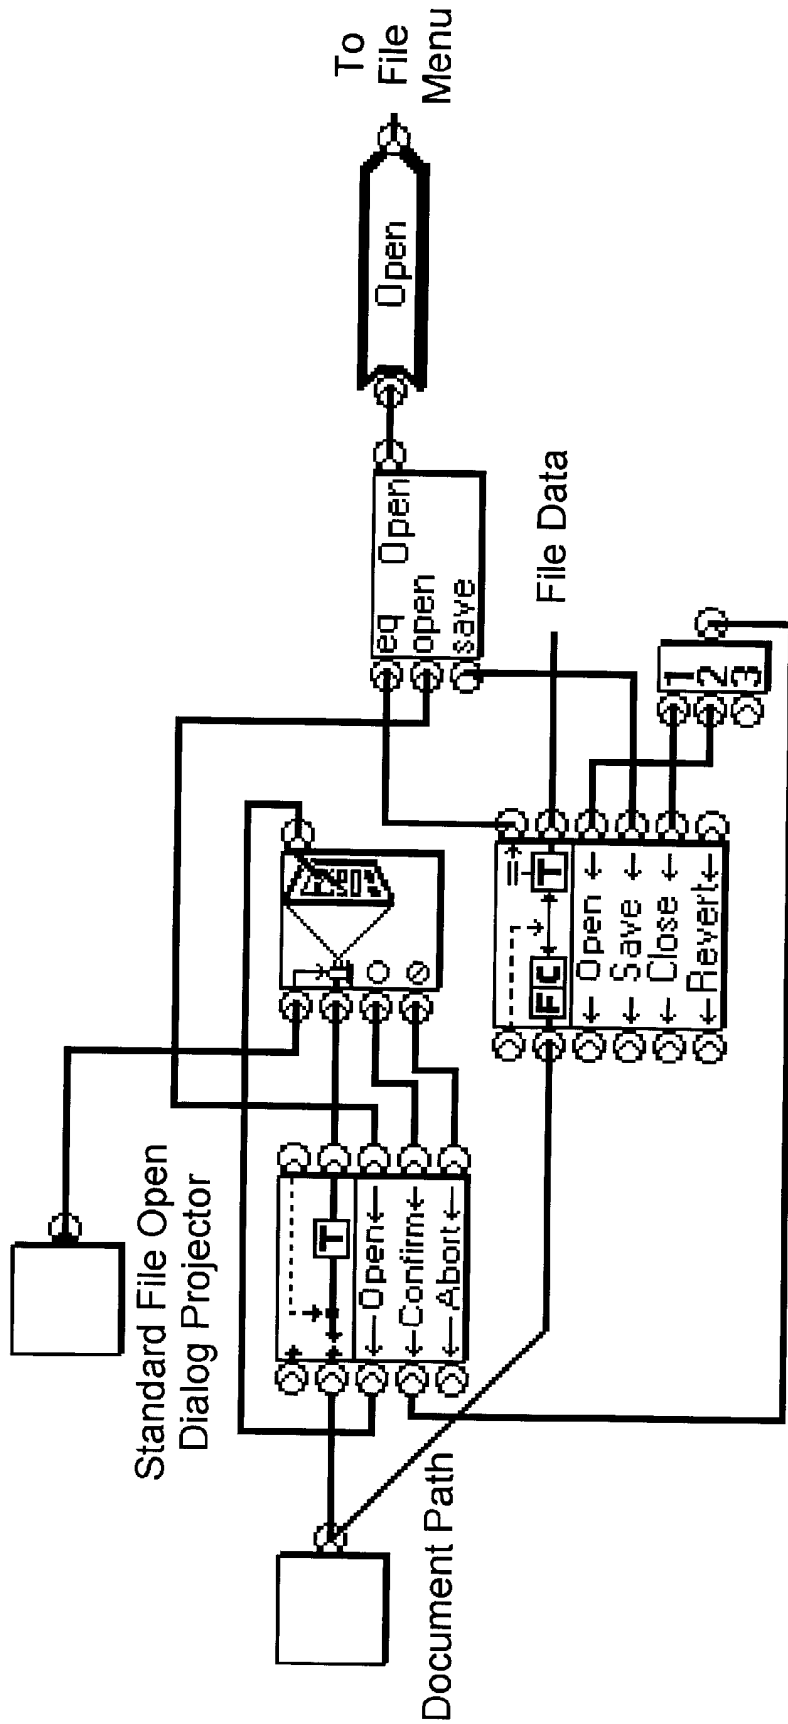 Standard File Open
Dialog Projector
Document Path
T
Open
Confirm
Abort
FC
=
T
Open
Save
Close
Revert
File Data
eq Open
open
save
1
2
3
Open
To
File
Menu